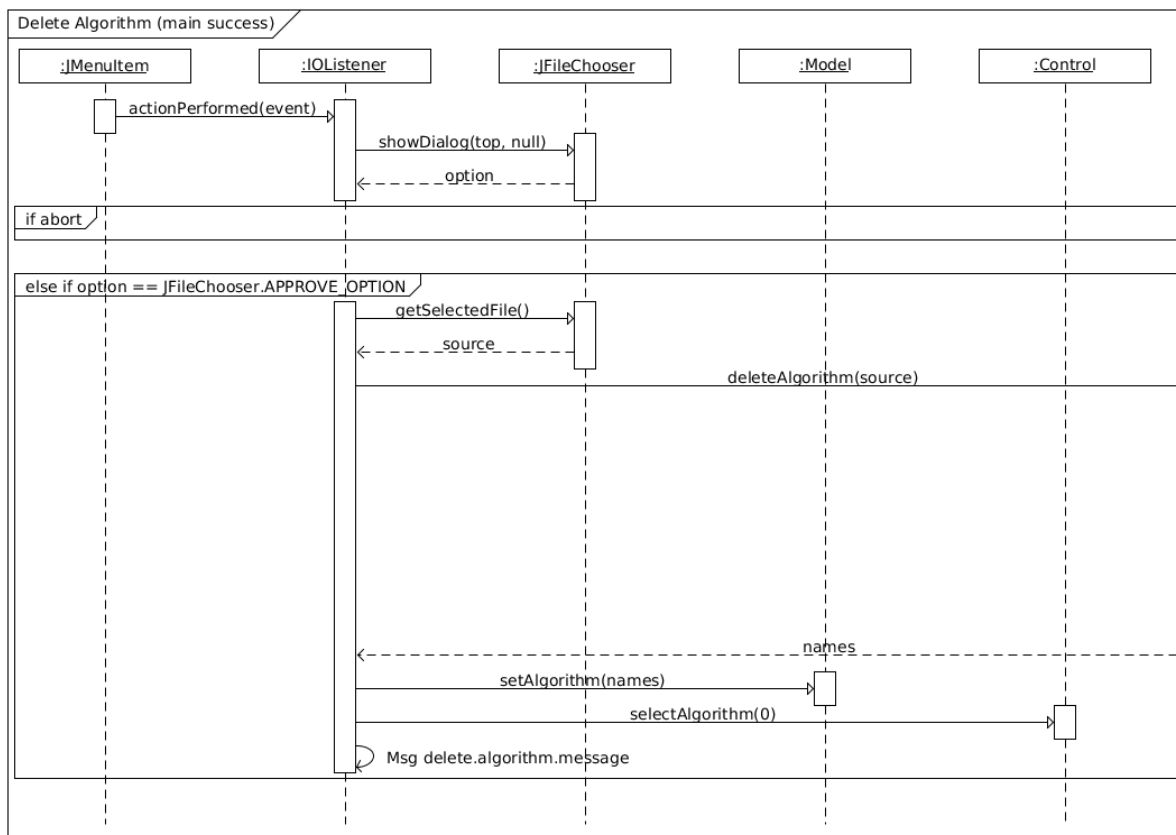 Delete Algorithm (main success)
:JMenuItem
:IOListener
:JFileChooser
:Model
:Control
actionPerformed(event)
showDialog(top, null)
option
if abort
else if option == JFileChooser.APPROVE_OPTION
getSelectedFile()
source
deleteAlgorithm(source)
names
setAlgorithm(names)
selectAlgorithm(0)
Msg delete.algorithm.message